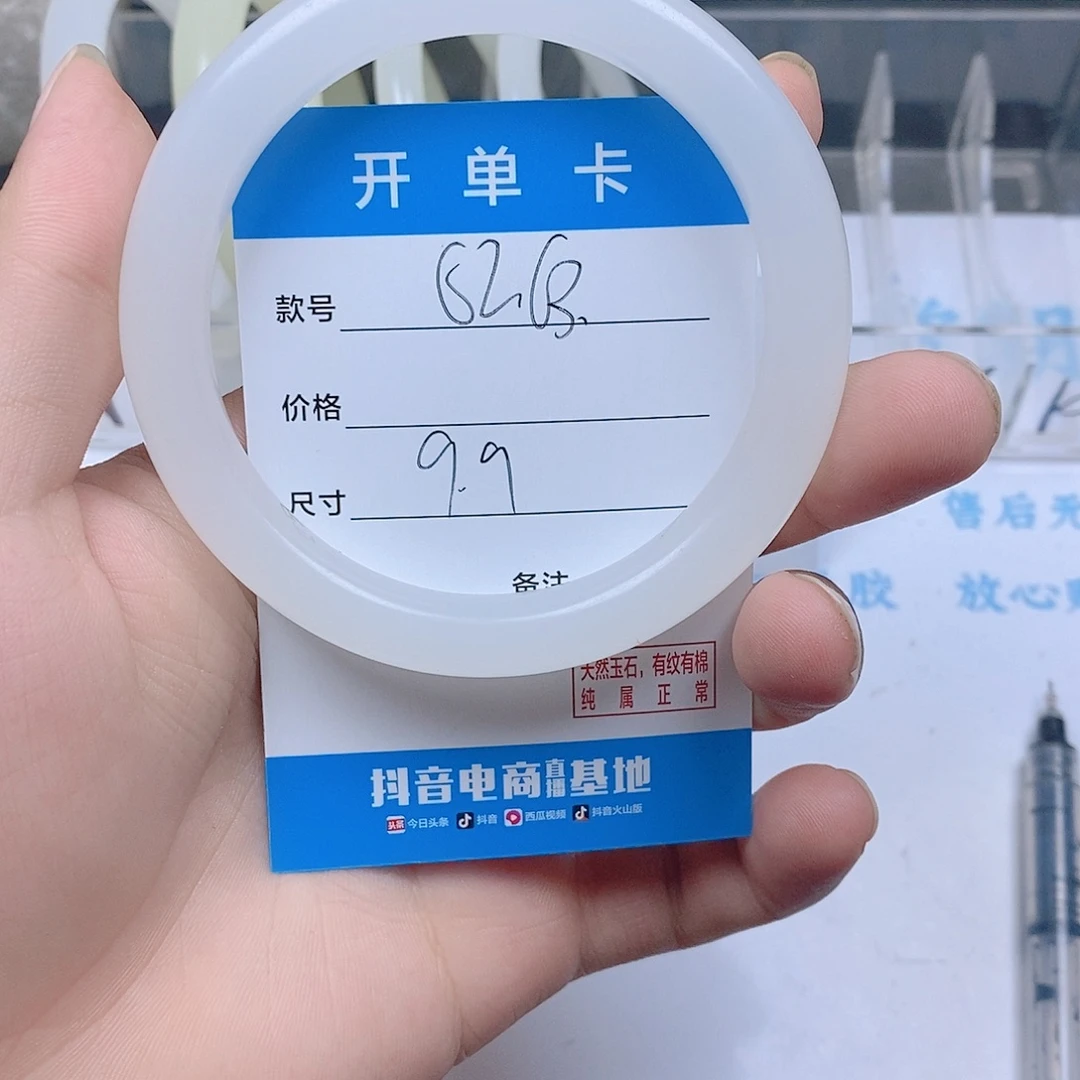 开单卡
款号
价格
尺寸 9.9
备注
天然玉石，有纹有棉
纯属正常
抖音电商直播基地
头条 今日头条 抖音 西瓜视频 抖音火山版
售后无
胶 放心